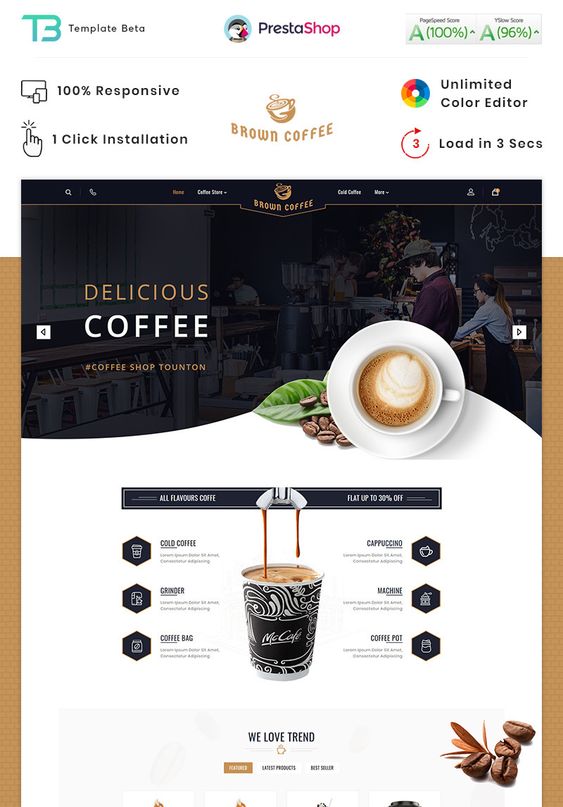 Template Beta
PrestaShop
PageSpeed Score
A (100%)
YSlow Score
A (96%)
100% Responsive
1 Click Installation
BROWN COFFEE
Unlimited
Color Editor
3
Load in 3 Secs
Home
Coffee Store
BROWN COFFEE
Cold Coffee
More
DELICIOUS
COFFEE
#COFFEE SHOP TOUNTON
ALL FLAVOURS COFFE
FLAT UP TO 30% OFF
COLD COFFEE
Lorem Ipsum Dolor Sit Amet,
Consectetur Adipiscing
GRINDER
Lorem Ipsum Dolor Sit Amet,
Consectetur Adipiscing
COFFEE BAG
Lorem Ipsum Dolor Sit Amet,
Consectetur Adipiscing
McCafé
CAPPUCCINO
Lorem Ipsum Dolor Sit Amet,
Consectetur Adipiscing
MACHINE
Lorem Ipsum Dolor Sit Amet,
Consectetur Adipiscing
COFFEE POT
Lorem Ipsum Dolor Sit Amet,
Consectetur Adipiscing
WE LOVE TREND
FEATURED
LATEST PRODUCTS
BEST SELLER